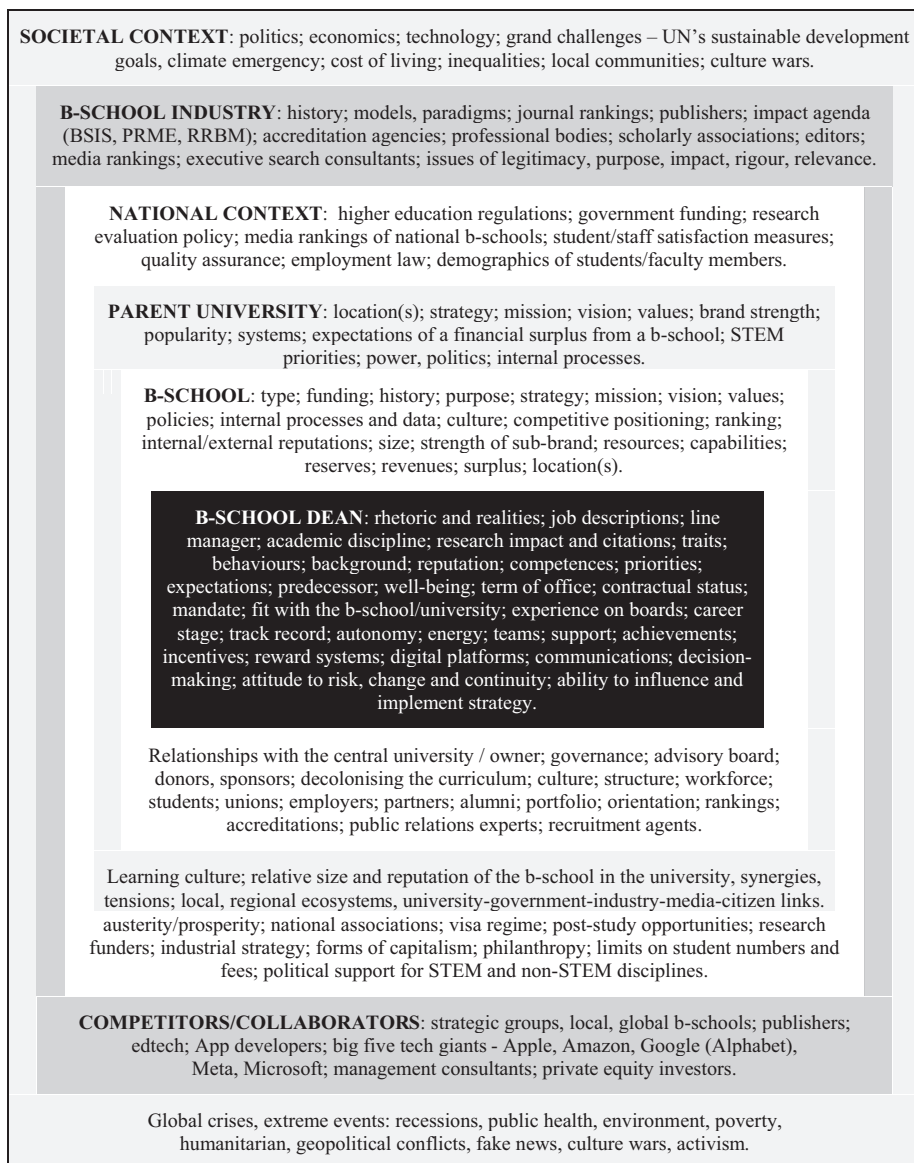 SOCIETAL CONTEXT: politics; economics; technology; grand challenges – UN's sustainable development
goals, climate emergency; cost of living; inequalities; local communities; culture wars.
B-SCHOOL INDUSTRY: history; models, paradigms; journal rankings; publishers; impact agenda
(BSIS, PRME, RRBM); accreditation agencies; professional bodies; scholarly associations; editors;
media rankings; executive search consultants; issues of legitimacy, purpose, impact, rigour, relevance.
NATIONAL CONTEXT: higher education regulations; government funding; research
evaluation policy; media rankings of national b-schools; student/staff satisfaction measures;
quality assurance; employment law; demographics of students/faculty members.
PARENT UNIVERSITY: location(s); strategy; mission; vision; values; brand strength;
popularity; systems; expectations of a financial surplus from a b-school; STEM
priorities; power, politics; internal processes.
B-SCHOOL: type; funding; history; purpose; strategy; mission; vision; values;
policies; internal processes and data; culture; competitive positioning; ranking;
internal/external reputations; size; strength of sub-brand; resources; capabilities;
reserves; revenues; surplus; location(s).
B-SCHOOL DEAN: rhetoric and realities; job descriptions; line
manager; academic discipline; research impact and citations; traits;
behaviours; background; reputation; competences; priorities;
expectations; predecessor; well-being; term of office; contractual status;
mandate; fit with the b-school/university; experience on boards; career
stage; track record; autonomy; energy; teams; support; achievements;
incentives; reward systems; digital platforms; communications; decision-
making; attitude to risk, change and continuity; ability to influence and
implement strategy.
Relationships with the central university / owner; governance; advisory board;
donors, sponsors; decolonising the curriculum; culture; structure; workforce;
students; unions; employers; partners; alumni; portfolio; orientation; rankings;
accreditations; public relations experts; recruitment agents.
Learning culture; relative size and reputation of the b-school in the university, synergies,
tensions; local, regional ecosystems, university-government-industry-media-citizen links.
austerity/prosperity; national associations; visa regime; post-study opportunities; research
funders; industrial strategy; forms of capitalism; philanthropy; limits on student numbers and
fees; political support for STEM and non-STEM disciplines.
COMPETITORS/COLLABORATORS: strategic groups, local, global b-schools; publishers;
edtech; App developers; big five tech giants - Apple, Amazon, Google (Alphabet),
Meta, Microsoft; management consultants; private equity investors.
Global crises, extreme events: recessions, public health, environment, poverty,
humanitarian, geopolitical conflicts, fake news, culture wars, activism.